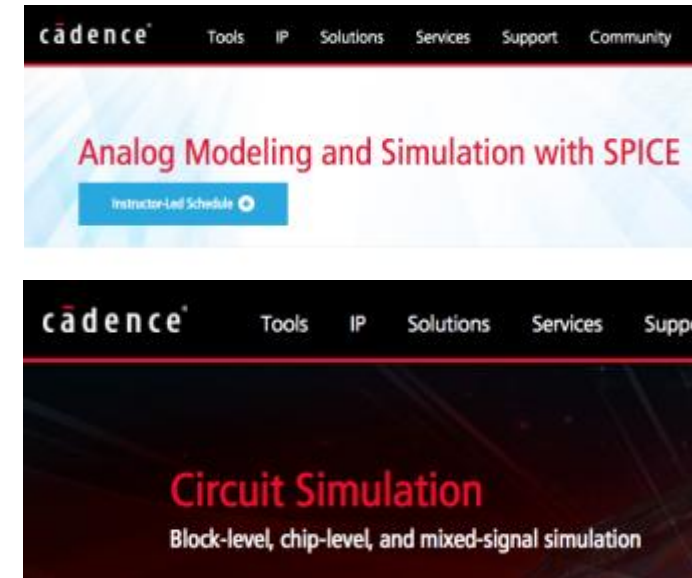 cādence®
Tools IP Solutions Services Support Community
Analog Modeling and Simulation with SPICE
Instructor-Led Schedule
cādence®
Tools IP Solutions Services Suppo
Circuit Simulation
Block-level, chip-level, and mixed-signal simulation